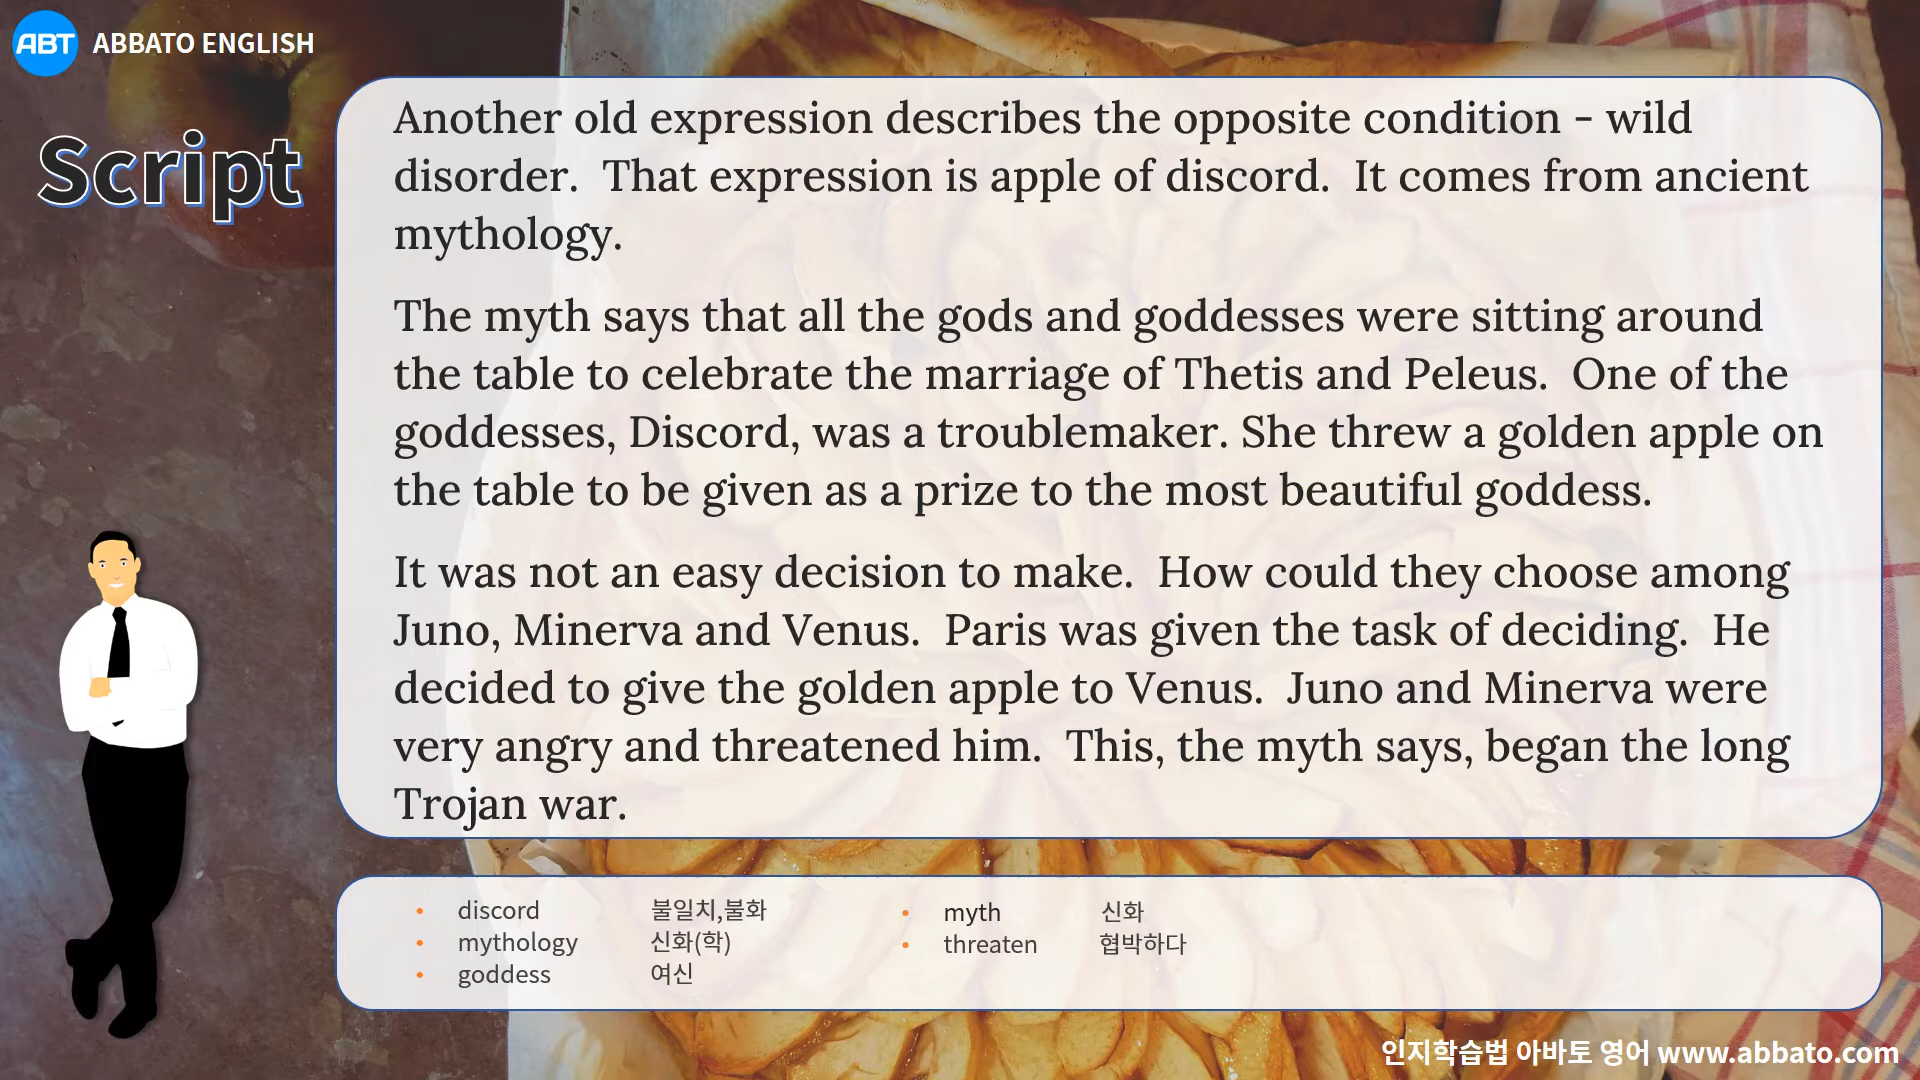 ABT ABBATO ENGLISH
Script
Another old expression describes the opposite condition - wild
disorder.  That expression is apple of discord.  It comes from ancient
mythology.
The myth says that all the gods and goddesses were sitting around
the table to celebrate the marriage of Thetis and Peleus.  One of the
goddesses, Discord, was a troublemaker. She threw a golden apple on
the table to be given as a prize to the most beautiful goddess.
It was not an easy decision to make.  How could they choose among
Juno, Minerva and Venus.  Paris was given the task of deciding.  He
decided to give the golden apple to Venus.  Juno and Minerva were
very angry and threatened him.  This, the myth says, began the long
Trojan war.
• discord 불일치,불화
• mythology 신화(학)
• goddess 여신
• myth 신화
• threaten 협박하다
인지학습법 아바토 영어 www.abbato.com